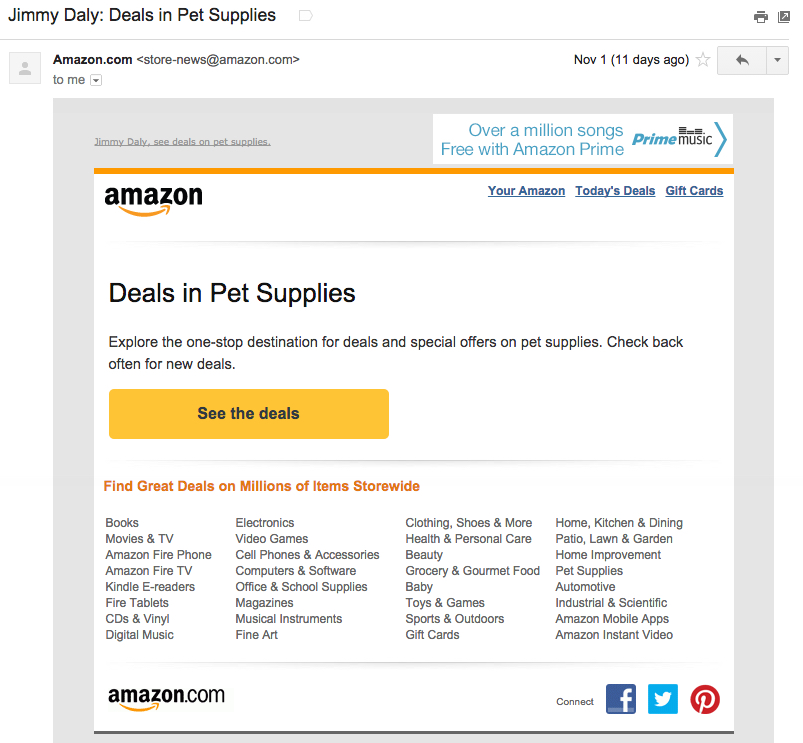 Jimmy Daly: Deals in Pet Supplies
Amazon.com <store-news@amazon.com>
Nov 1 (11 days ago)
to me
Jimmy Daly, see deals on pet supplies.
Over a million songs
Free with Amazon Prime
Prime music
amazon
Your Amazon Today's Deals Gift Cards
Deals in Pet Supplies
Explore the one-stop destination for deals and special offers on pet supplies. Check back
often for new deals.
See the deals
Find Great Deals on Millions of Items Storewide
Books
Movies & TV
Amazon Fire Phone
Amazon Fire TV
Kindle E-readers
Fire Tablets
CDs & Vinyl
Digital Music
Electronics
Video Games
Cell Phones & Accessories
Computers & Software
Office & School Supplies
Magazines
Musical Instruments
Fine Art
Clothing, Shoes & More
Health & Personal Care
Beauty
Grocery & Gourmet Food
Baby
Toys & Games
Sports & Outdoors
Gift Cards
Home, Kitchen & Dining
Patio, Lawn & Garden
Home Improvement
Pet Supplies
Automotive
Industrial & Scientific
Amazon Mobile Apps
Amazon Instant Video
amazon.com
Connect